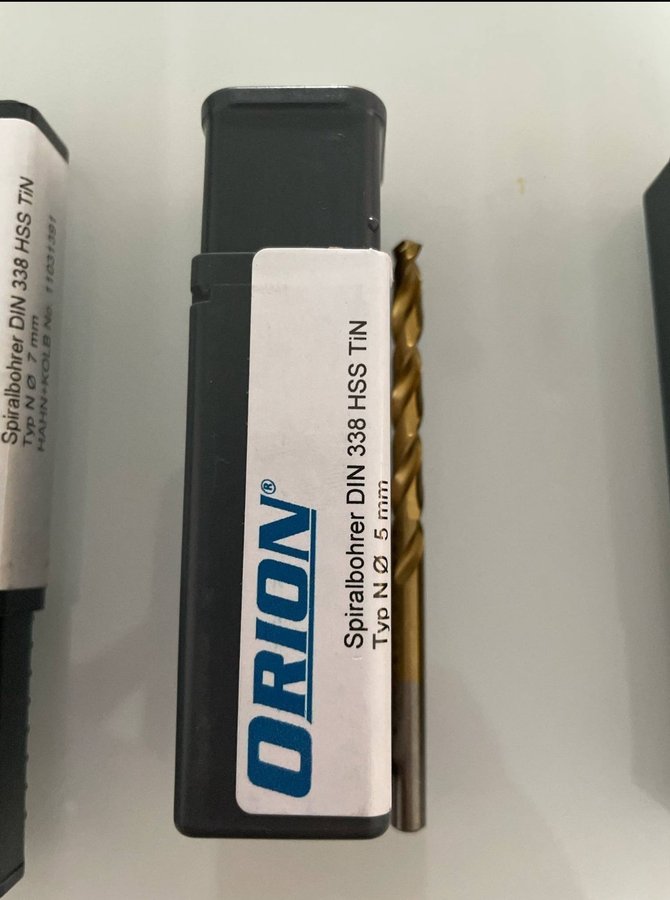 Spiralbohrer DIN 338 HSS TiN
Typ N Ø 7 mm
HAHN+KOLB No. 11031391
ORION®
Spiralbohrer DIN 338 HSS TiN
Typ N Ø 5 mm